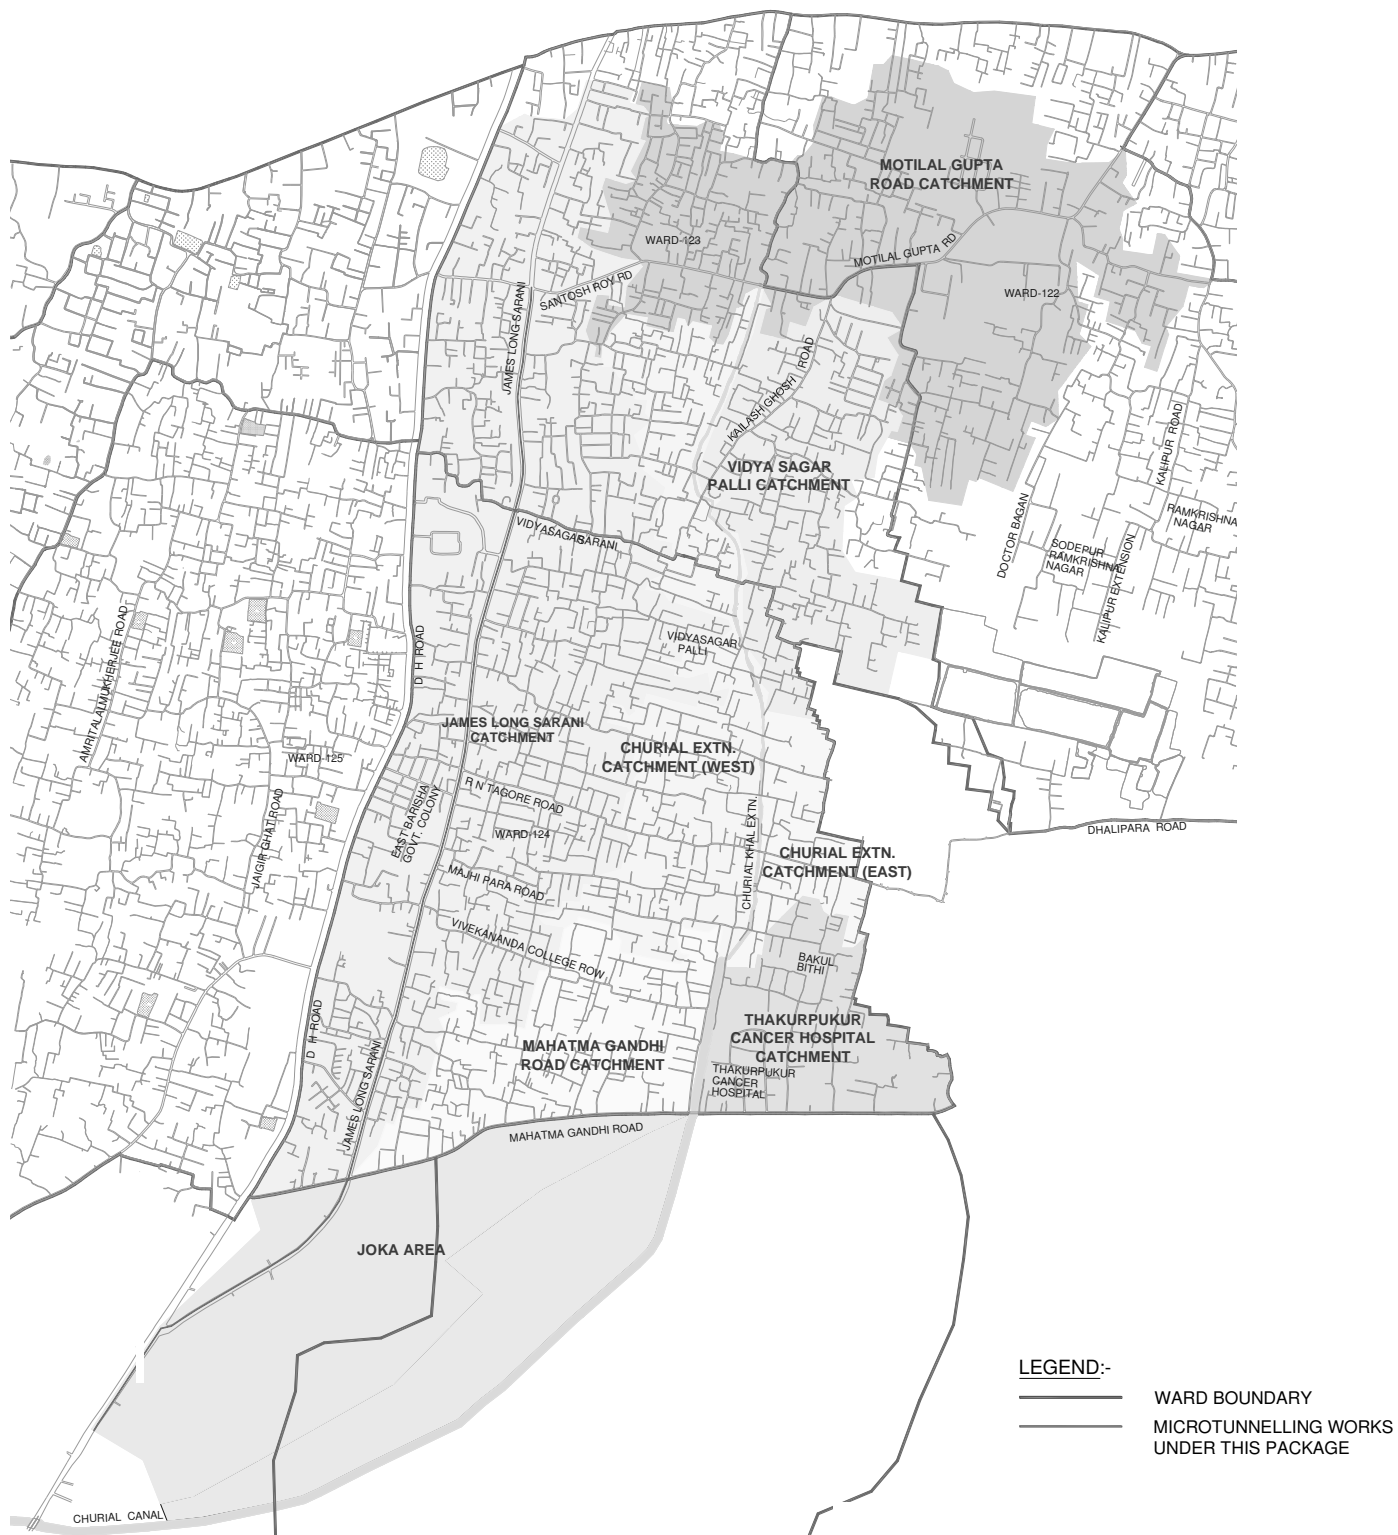 MOTILAL GUPTA
ROAD CATCHMENT
WARD-123
MOTILAL GUPTA RD
SANTOSH ROY RD
WARD-122
JAMES LONG SARANI
KAILASH GHOSH ROAD
KALIPUR ROAD
VIDYA SAGAR
PALLI CATCHMENT
RAMKRISHNA
NAGAR
VIDYASAGAR SARANI
DOCTOR BAGAN
SODEPUR
RAMKRISHNA
NAGAR
KALIPUR EXTENSION
AMRITALALMUKHERJEE ROAD
D H ROAD
VIDYASAGAR
PALLI
JAMES LONG SARANI
CATCHMENT
CHURIAL EXTN.
CATCHMENT (WEST)
WARD-125
R N TAGORE ROAD
EAST BARISHA
GOVT. COLONY
JAIGIR GHAT ROAD
WARD-124
DHALIPARA ROAD
CHURIAL KHAL EXTN.
CHURIAL EXTN.
CATCHMENT (EAST)
MAJHI PARA ROAD
VIVEKANANDA COLLEGE ROW
BAKUL
BITHI
D H ROAD
THAKURPUKUR
CANCER HOSPITAL
CATCHMENT
MAHATMA GANDHI
ROAD CATCHMENT
THAKURPUKUR
CANCER
HOSPITAL
JAMES LONG SARANI
MAHATMA GANDHI ROAD
JOKA AREA
LEGEND:-
WARD BOUNDARY
MICROTUNNELLING WORKS
UNDER THIS PACKAGE
CHURIAL CANAL